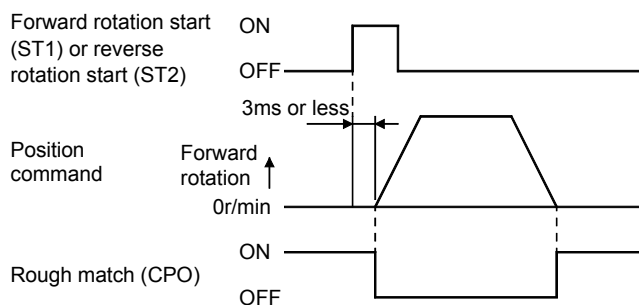 Forward rotation start
(ST1) or reverse
rotation start (ST2)
ON
OFF
3ms or less
Position
command
Forward
rotation
0r/min
Rough match (CPO)
ON
OFF